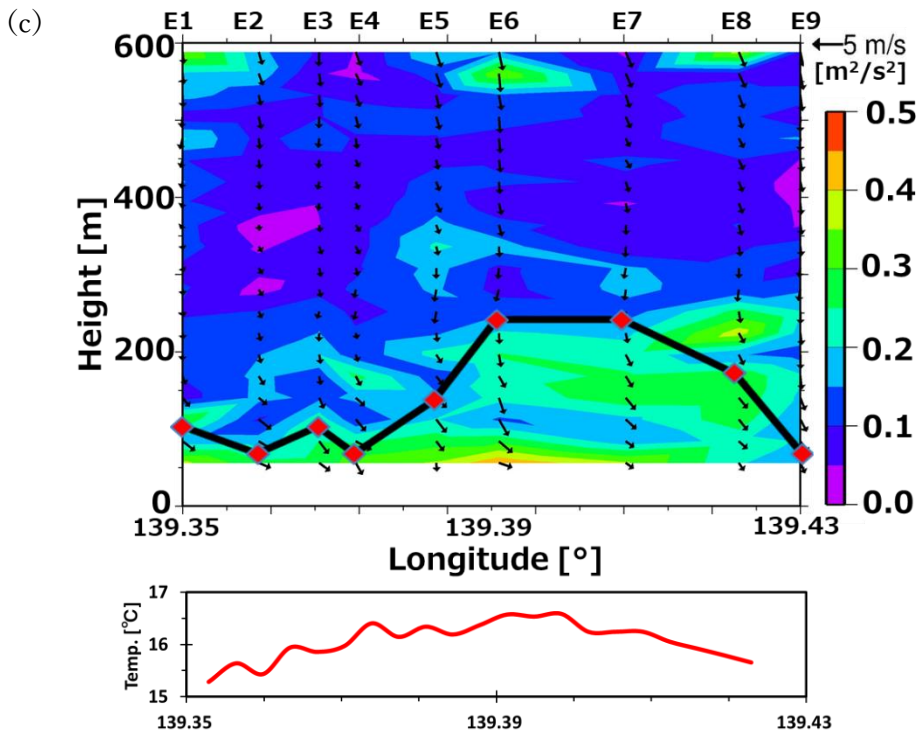 (c)
E1 E2 E3 E4 E5 E6 E7 E8 E9
5 m/s
[m²/s²]
600
400
200
0
Height [m]
0.5
0.4
0.3
0.2
0.1
0.0
139.35 139.39 139.43
Longitude [°]
17
16
15
Temp. [℃]
139.35 139.39 139.43